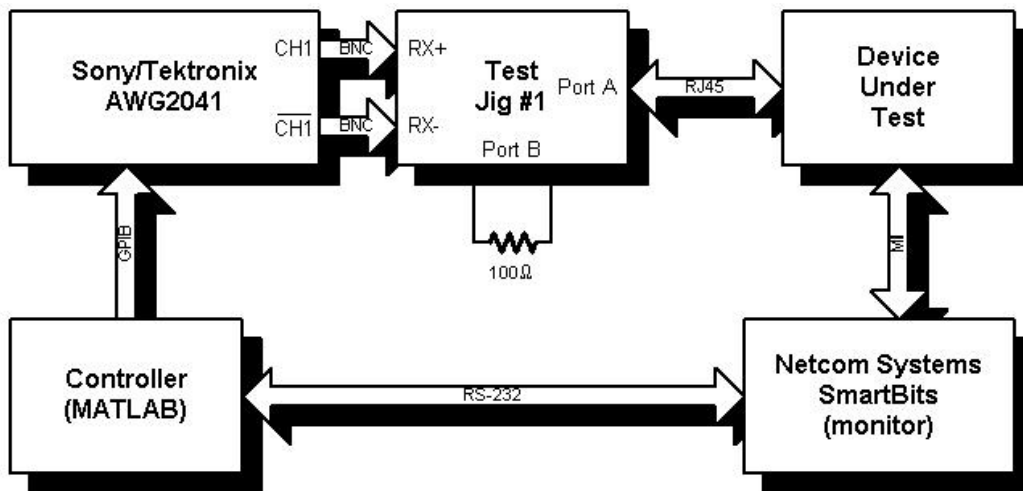 Sony/Tektronix
AWG2041
CH1
C̅H̅1̅
BNC
BNC
RX+
RX-
Test
Jig #1
Port A
Port B
RJ45
Device
Under
Test
100Ω
GPIB
MII
Controller
(MATLAB)
RS-232
Netcom Systems
SmartBits
(monitor)